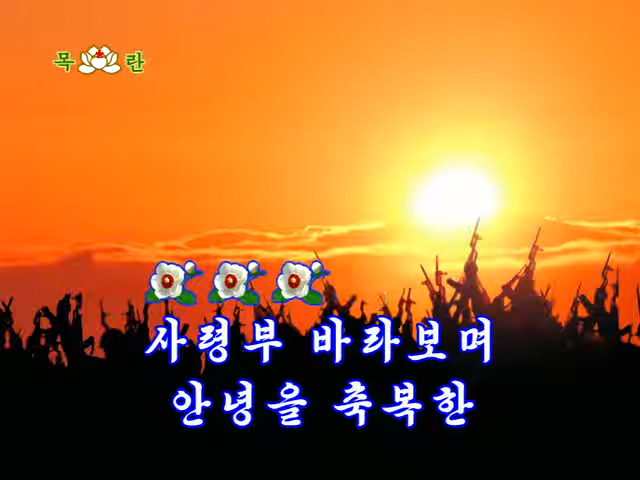 목란
사령부 바라보며
안녕을 축복한